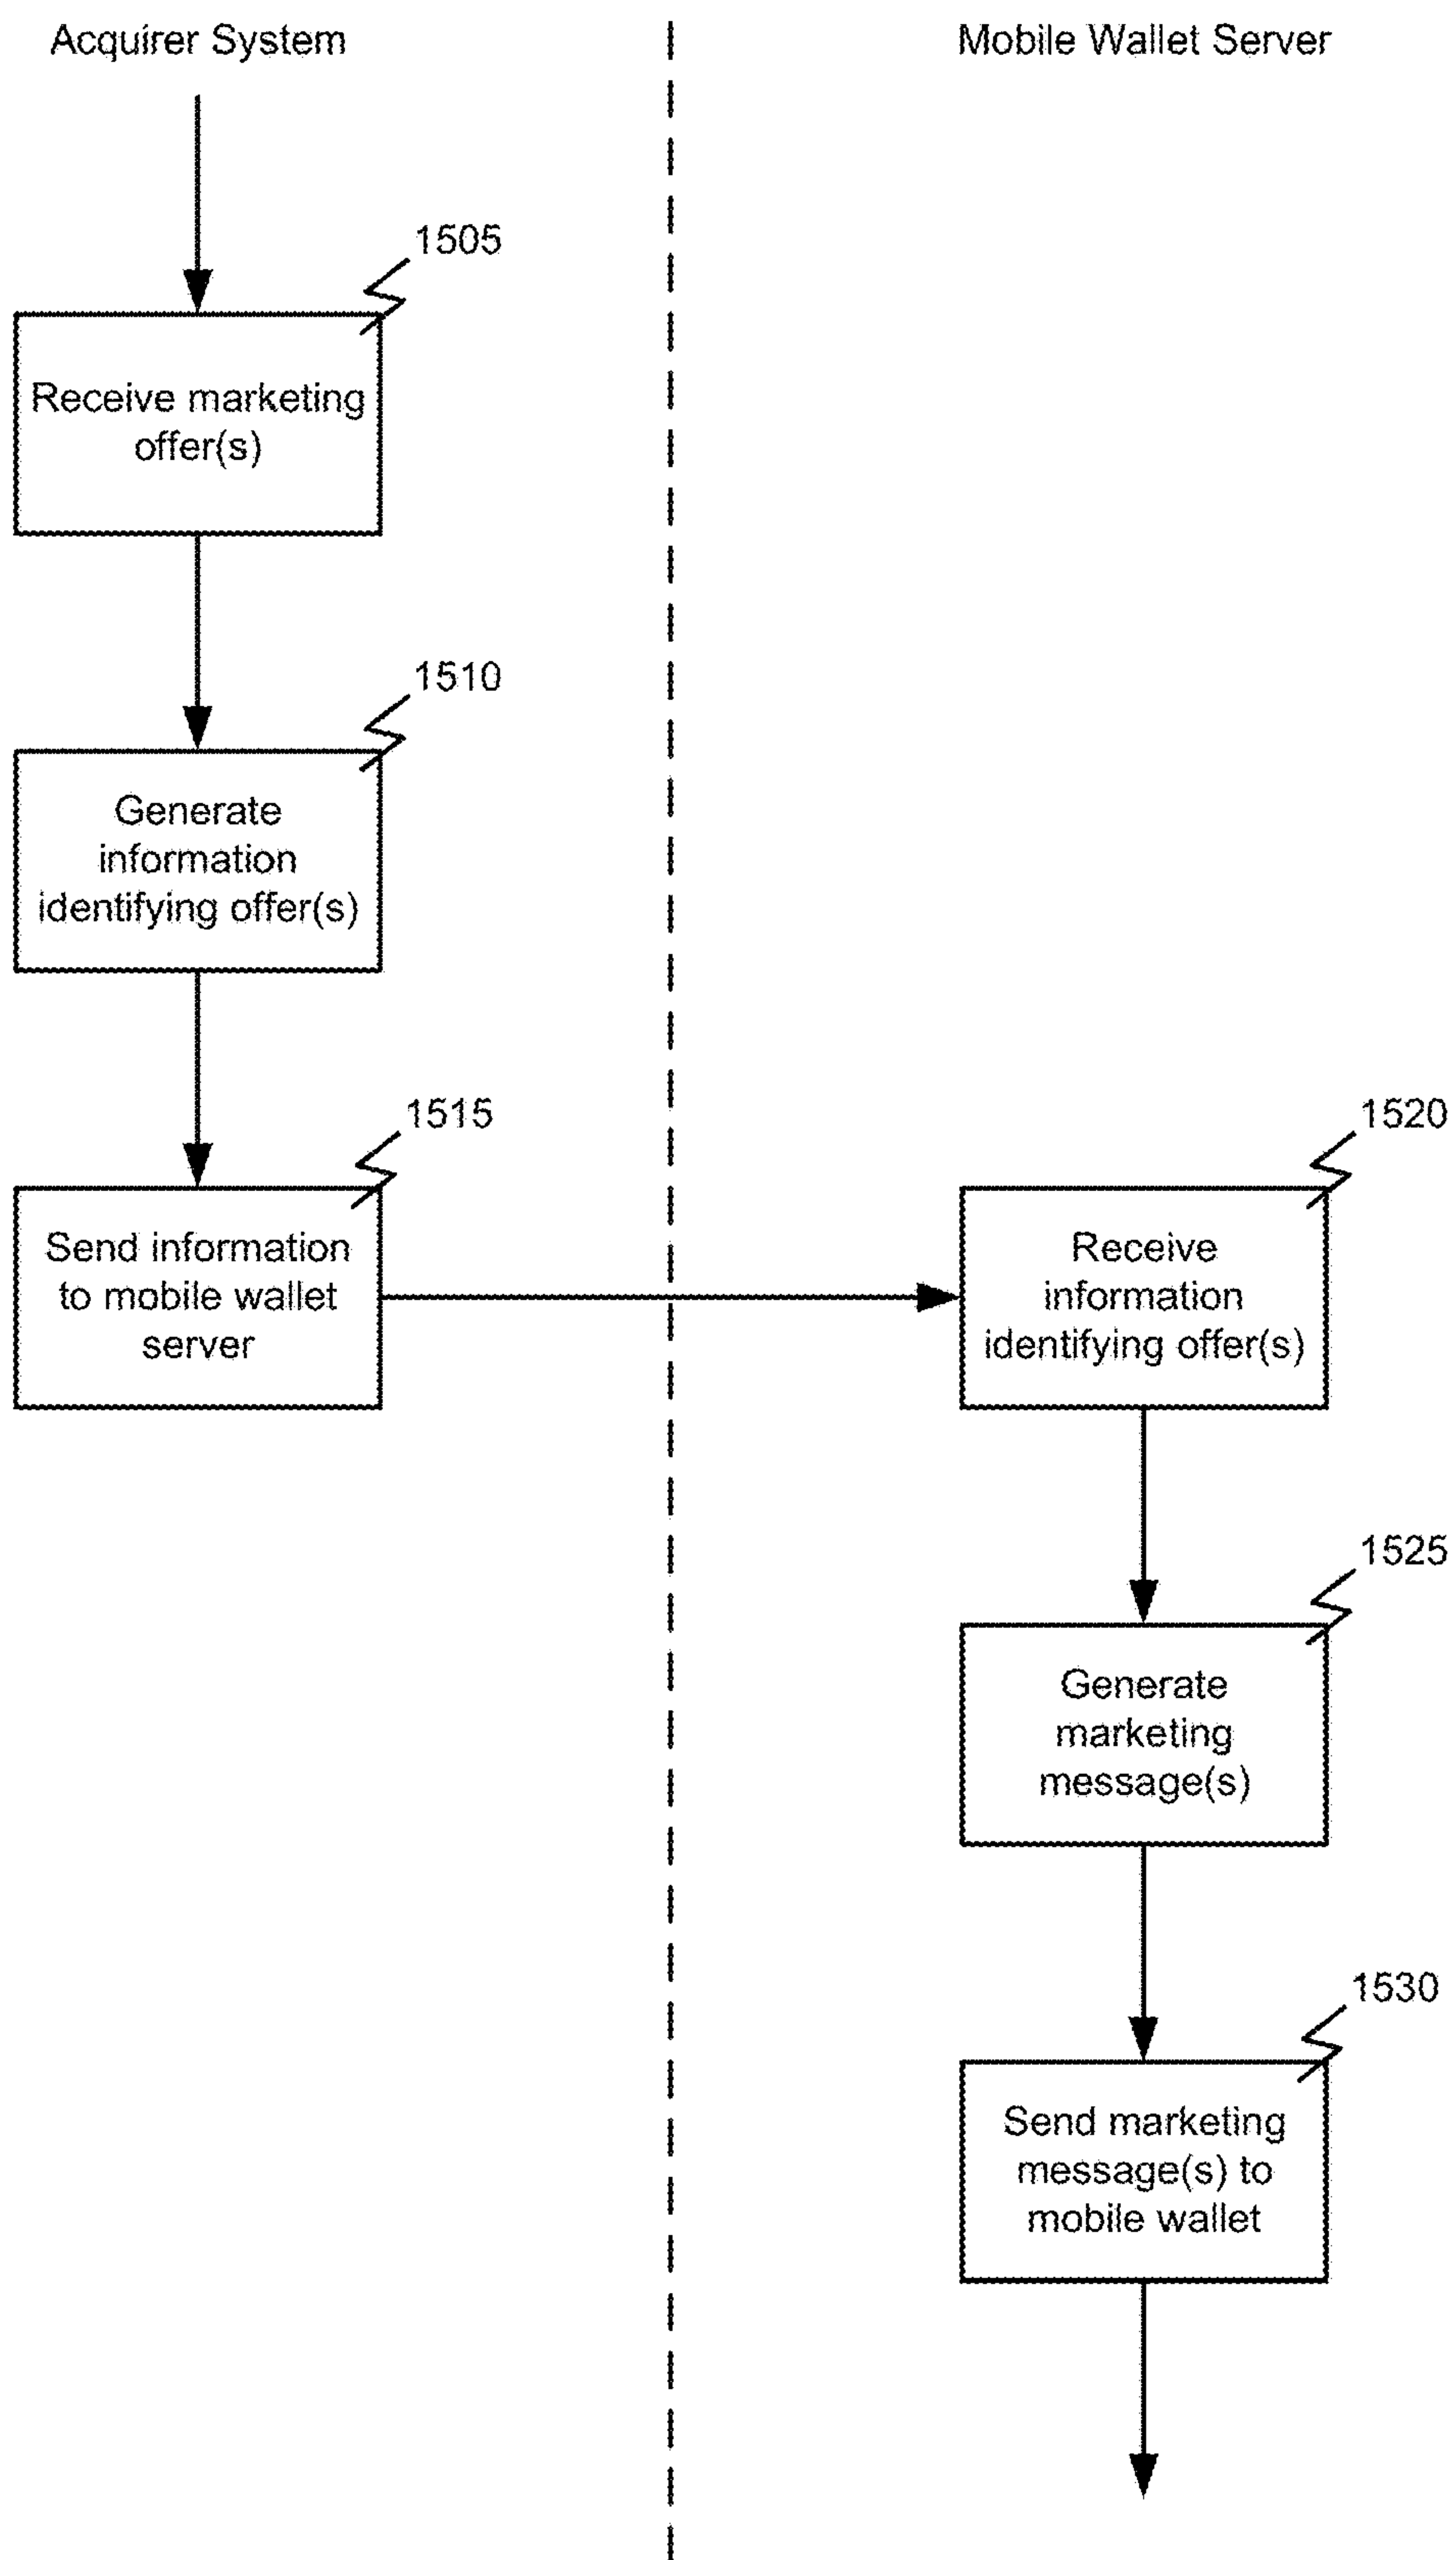 Acquirer System
Mobile Wallet Server
1505
Receive marketing
offer(s)
1510
Generate
information
identifying offer(s)
1515
Send information
to mobile wallet
server
1520
Receive
information
identifying offer(s)
1525
Generate
marketing
message(s)
1530
Send marketing
message(s) to
mobile wallet